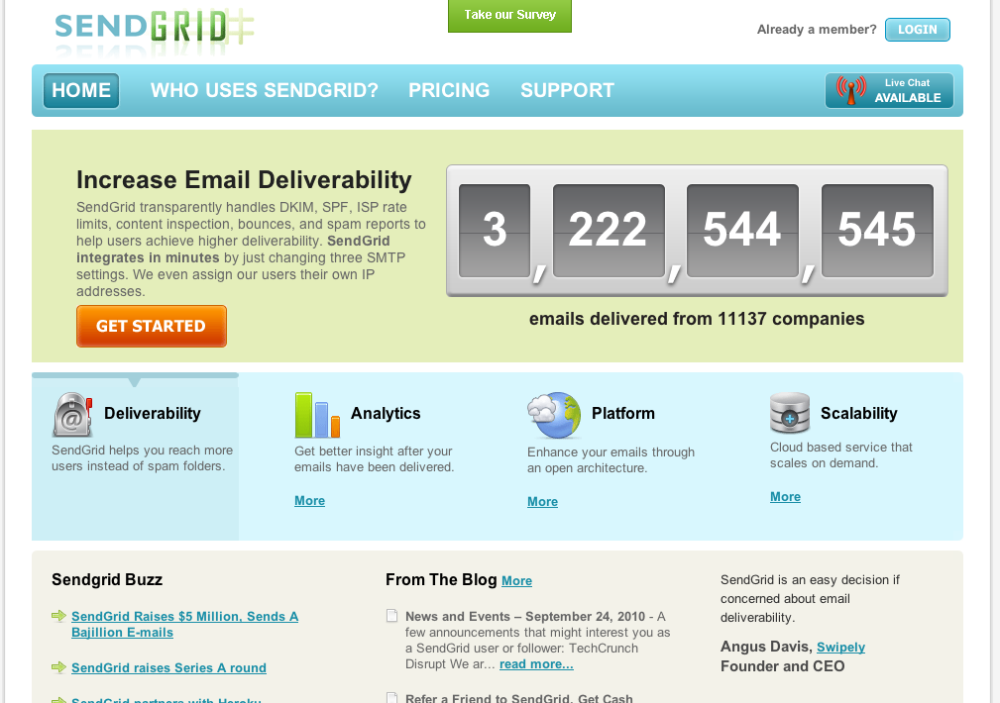 SENDGRID
Take our Survey
Already a member?
LOGIN
HOME
WHO USES SENDGRID?
PRICING
SUPPORT
Live Chat
AVAILABLE
Increase Email Deliverability
SendGrid transparently handles DKIM, SPF, ISP rate
limits, content inspection, bounces, and spam reports to
help users achieve higher deliverability. SendGrid
integrates in minutes by just changing three SMTP
settings. We even assign our users their own IP
addresses.
GET STARTED
3,222,544,545
emails delivered from 11137 companies
Deliverability
SendGrid helps you reach more
users instead of spam folders.
Analytics
Get better insight after your
emails have been delivered.
More
Platform
Enhance your emails through
an open architecture.
More
Scalability
Cloud based service that
scales on demand.
More
Sendgrid Buzz
SendGrid Raises $5 Million, Sends A
Bajillion E-mails
SendGrid raises Series A round
SendGrid partners with Heroku
From The Blog More
News and Events – September 24, 2010 - A
few announcements that might interest you as
a SendGrid user or follower: TechCrunch
Disrupt We ar... read more...
Refer a Friend to SendGrid, Get Cash
SendGrid is an easy decision if
concerned about email
deliverability.
Angus Davis, Swipely
Founder and CEO